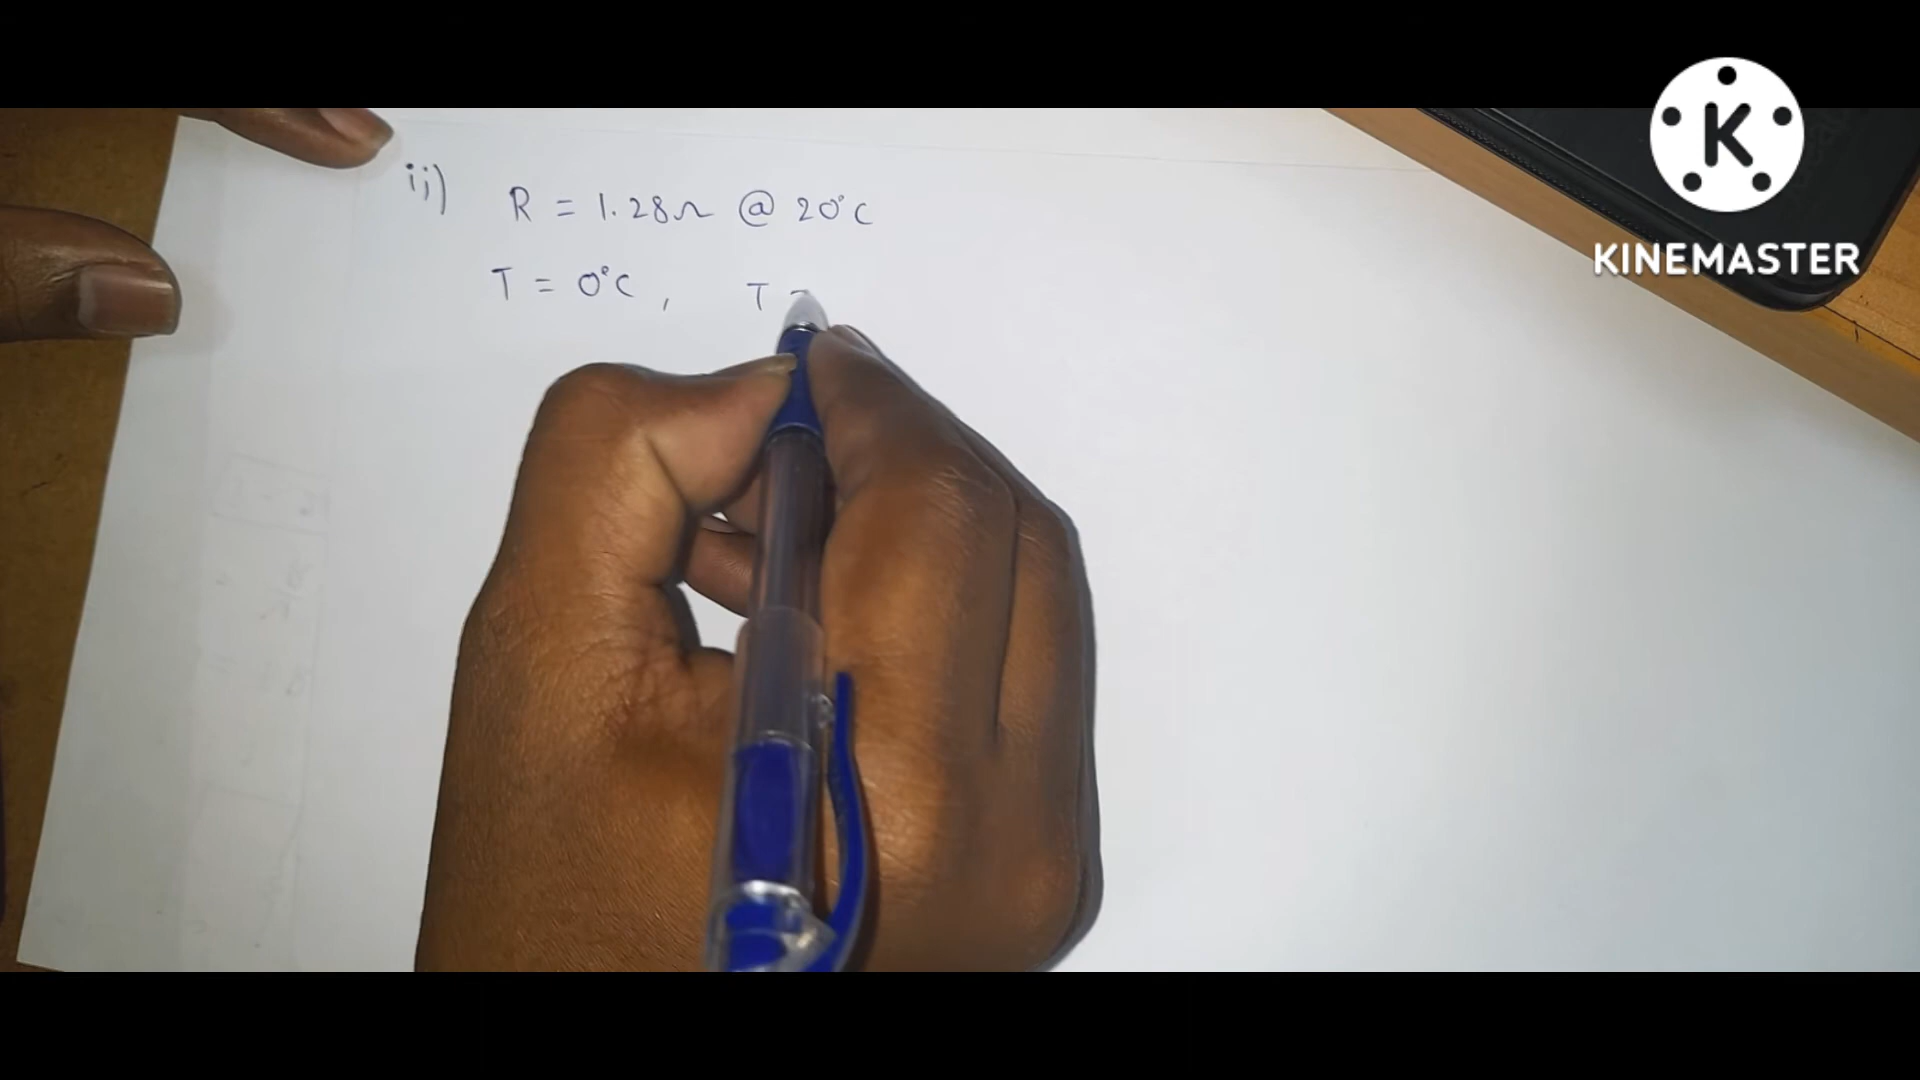 ii) R = 1.28Ω @ 20°C
T = 0°C, T =
K
KINEMASTER